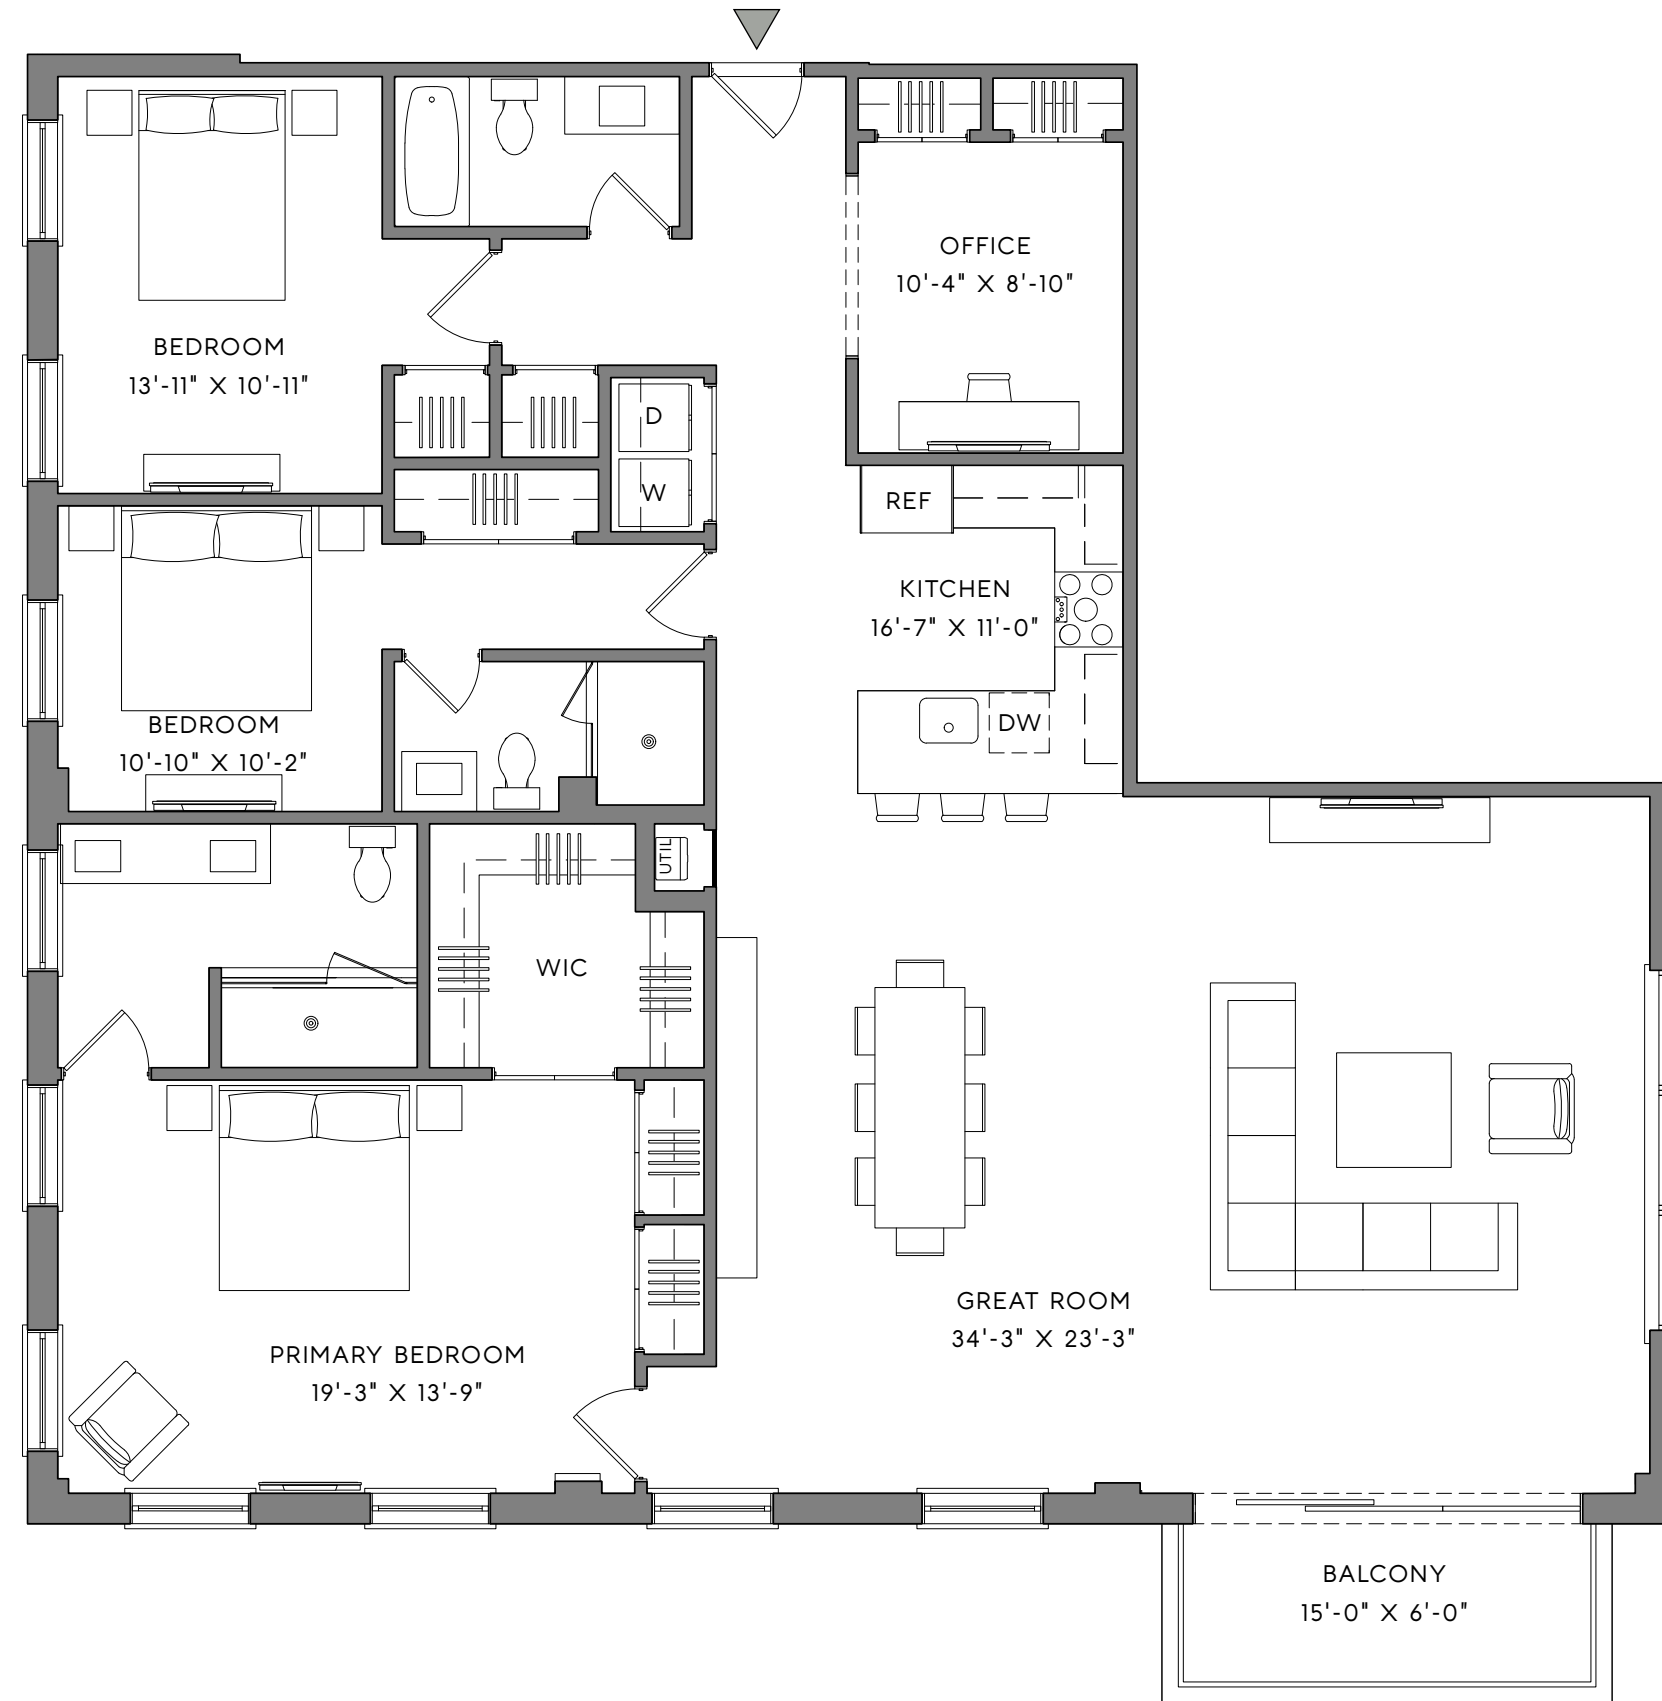 OFFICE
10'-4" X 8'-10"
BEDROOM
13'-11" X 10'-11"
D
W
REF
KITCHEN
16'-7" X 11'-0"
DW
BEDROOM
10'-10" X 10'-2"
UTIL
WIC
GREAT ROOM
34'-3" X 23'-3"
PRIMARY BEDROOM
19'-3" X 13'-9"
BALCONY
15'-0" X 6'-0"